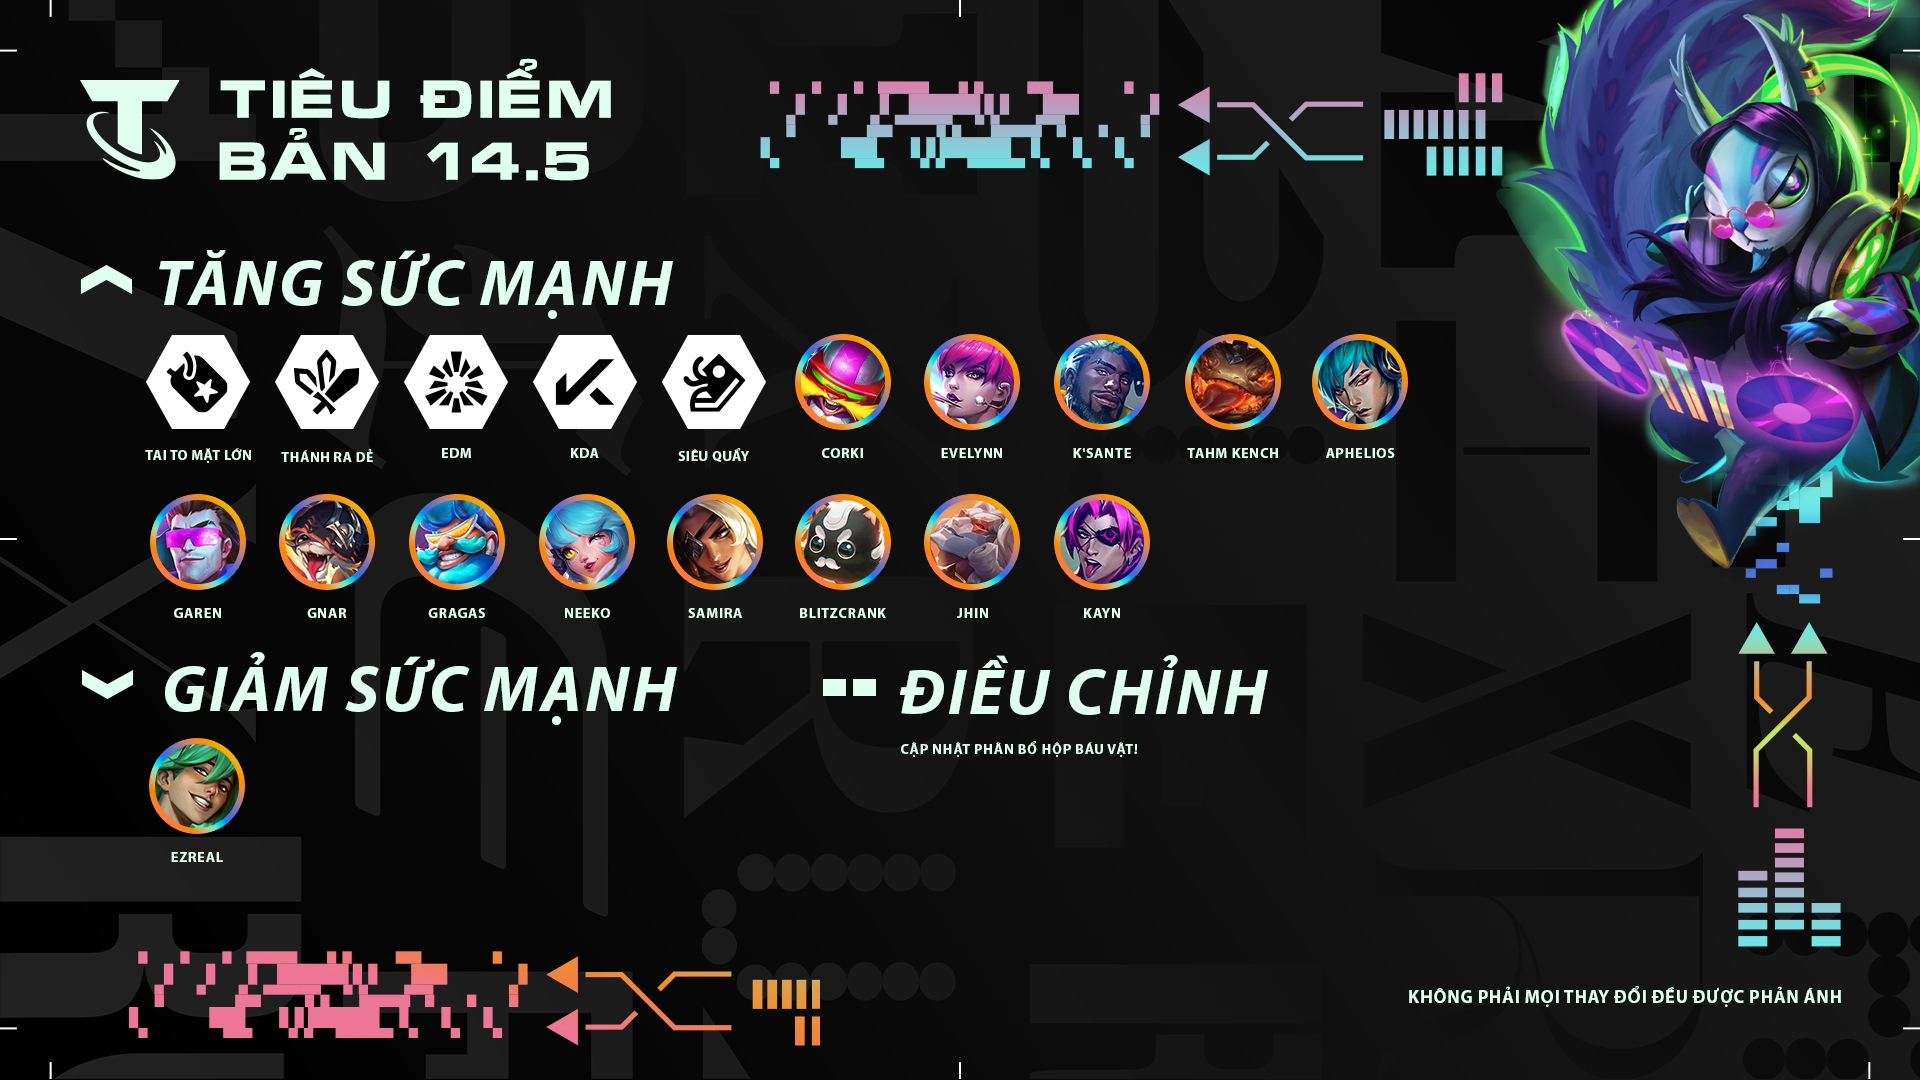 TIÊU ĐIỂM
BẢN 14.5
TĂNG SỨC MẠNH
TAI TO MẶT LỚN
THÁNH RA DẺ
EDM
KDA
SIÊU QUẨY
CORKI
EVELYNN
K'SANTE
TAHM KENCH
APHELIOS
GAREN
GNAR
GRAGAS
NEEKO
SAMIRA
BLITZCRANK
JHIN
KAYN
GIẢM SỨC MẠNH
EZREAL
ĐIỀU CHỈNH
CẬP NHẬT PHÂN BỔ HỘP BÁU VẬT!
KHÔNG PHẢI MỌI THAY ĐỔI ĐỀU ĐƯỢC PHẢN ÁNH